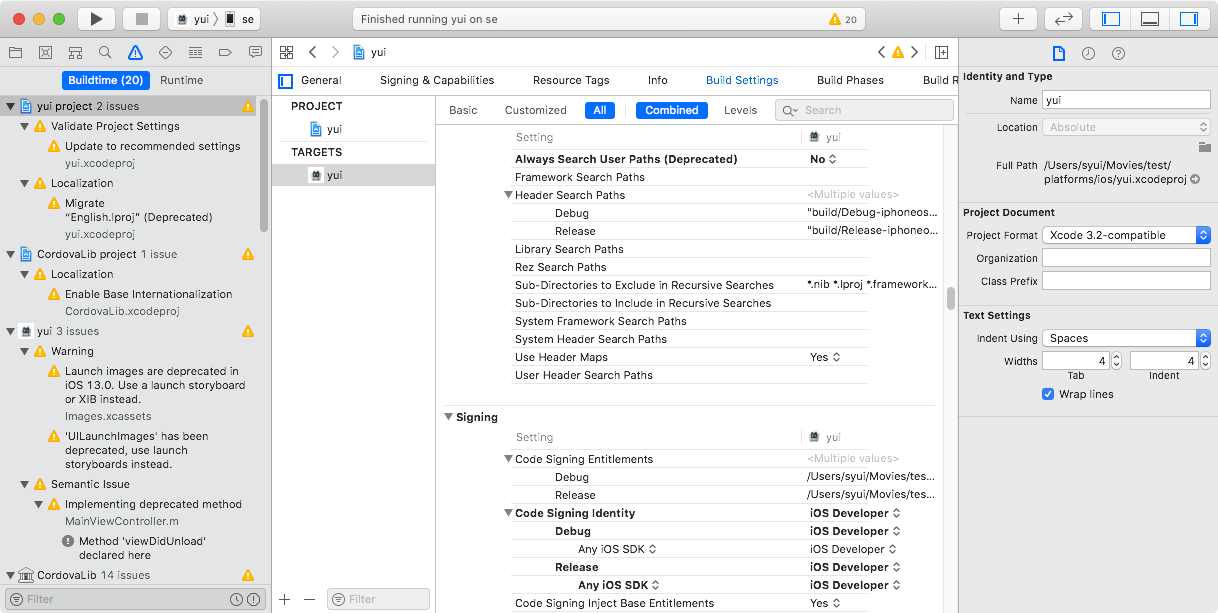 yui
se
Finished running yui on se
20
Buildtime (20)
Runtime
yui project 2 issues
Validate Project Settings
Update to recommended settings
yui.xcodeproj
Localization
Migrate
“English.lproj” (Deprecated)
yui.xcodeproj
CordovaLib project 1 issue
Localization
Enable Base Internationalization
CordovaLib.xcodeproj
yui 3 issues
Warning
Launch images are deprecated in
iOS 13.0. Use a launch storyboard
or XIB instead.
Images.xcassets
'UILaunchImages' has been
deprecated, use launch
storyboards instead.
Semantic Issue
Implementing deprecated method
MainViewController.m
Method 'viewDidUnload'
declared here
CordovaLib 14 issues
Filter
yui
General
Signing & Capabilities
Resource Tags
Info
Build Settings
Build Phases
Build R
PROJECT
yui
TARGETS
yui
Filter
Basic
Customized
All
Combined
Levels
Search
Setting yui
Always Search User Paths (Deprecated) No
Framework Search Paths
Header Search Paths <Multiple values>
Debug "build/Debug-iphoneos...
Release "build/Release-iphoneo...
Library Search Paths
Rez Search Paths
Sub-Directories to Exclude in Recursive Searches *.nib *.lproj *.framework...
Sub-Directories to Include in Recursive Searches
System Framework Search Paths
System Header Search Paths
Use Header Maps Yes
User Header Search Paths
Signing
Setting yui
Code Signing Entitlements <Multiple values>
Debug /Users/syui/Movies/tes...
Release /Users/syui/Movies/tes...
Code Signing Identity iOS Developer
Debug iOS Developer
Any iOS SDK iOS Developer
Release iOS Developer
Any iOS SDK iOS Developer
Code Signing Inject Base Entitlements Yes
Identity and Type
Name yui
Location Absolute
Full Path /Users/syui/Movies/test/
platforms/ios/yui.xcodeproj
Project Document
Project Format Xcode 3.2-compatible
Organization
Class Prefix
Text Settings
Indent Using Spaces
Widths 4 4
Tab Indent
Wrap lines